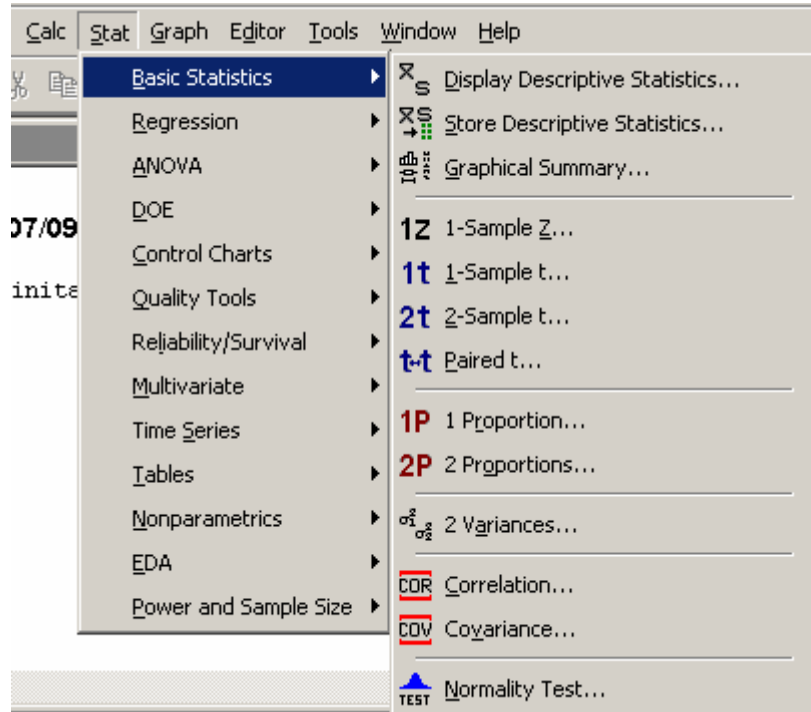 Calc Stat Graph Editor Tools Window Help
Basic Statistics
Regression
ANOVA
DOE
Control Charts
Quality Tools
Reliability/Survival
Multivariate
Time Series
Tables
Nonparametrics
EDA
Power and Sample Size
07/09
inita
x̄ s Display Descriptive Statistics...
x̄ s Store Descriptive Statistics...
Graphical Summary...
1Z 1-Sample Z...
1t 1-Sample t...
2t 2-Sample t...
t-t Paired t...
1P 1 Proportion...
2P 2 Proportions...
σ²₁ σ²₂ 2 Variances...
COR Correlation...
COV Covariance...
TEST Normality Test...